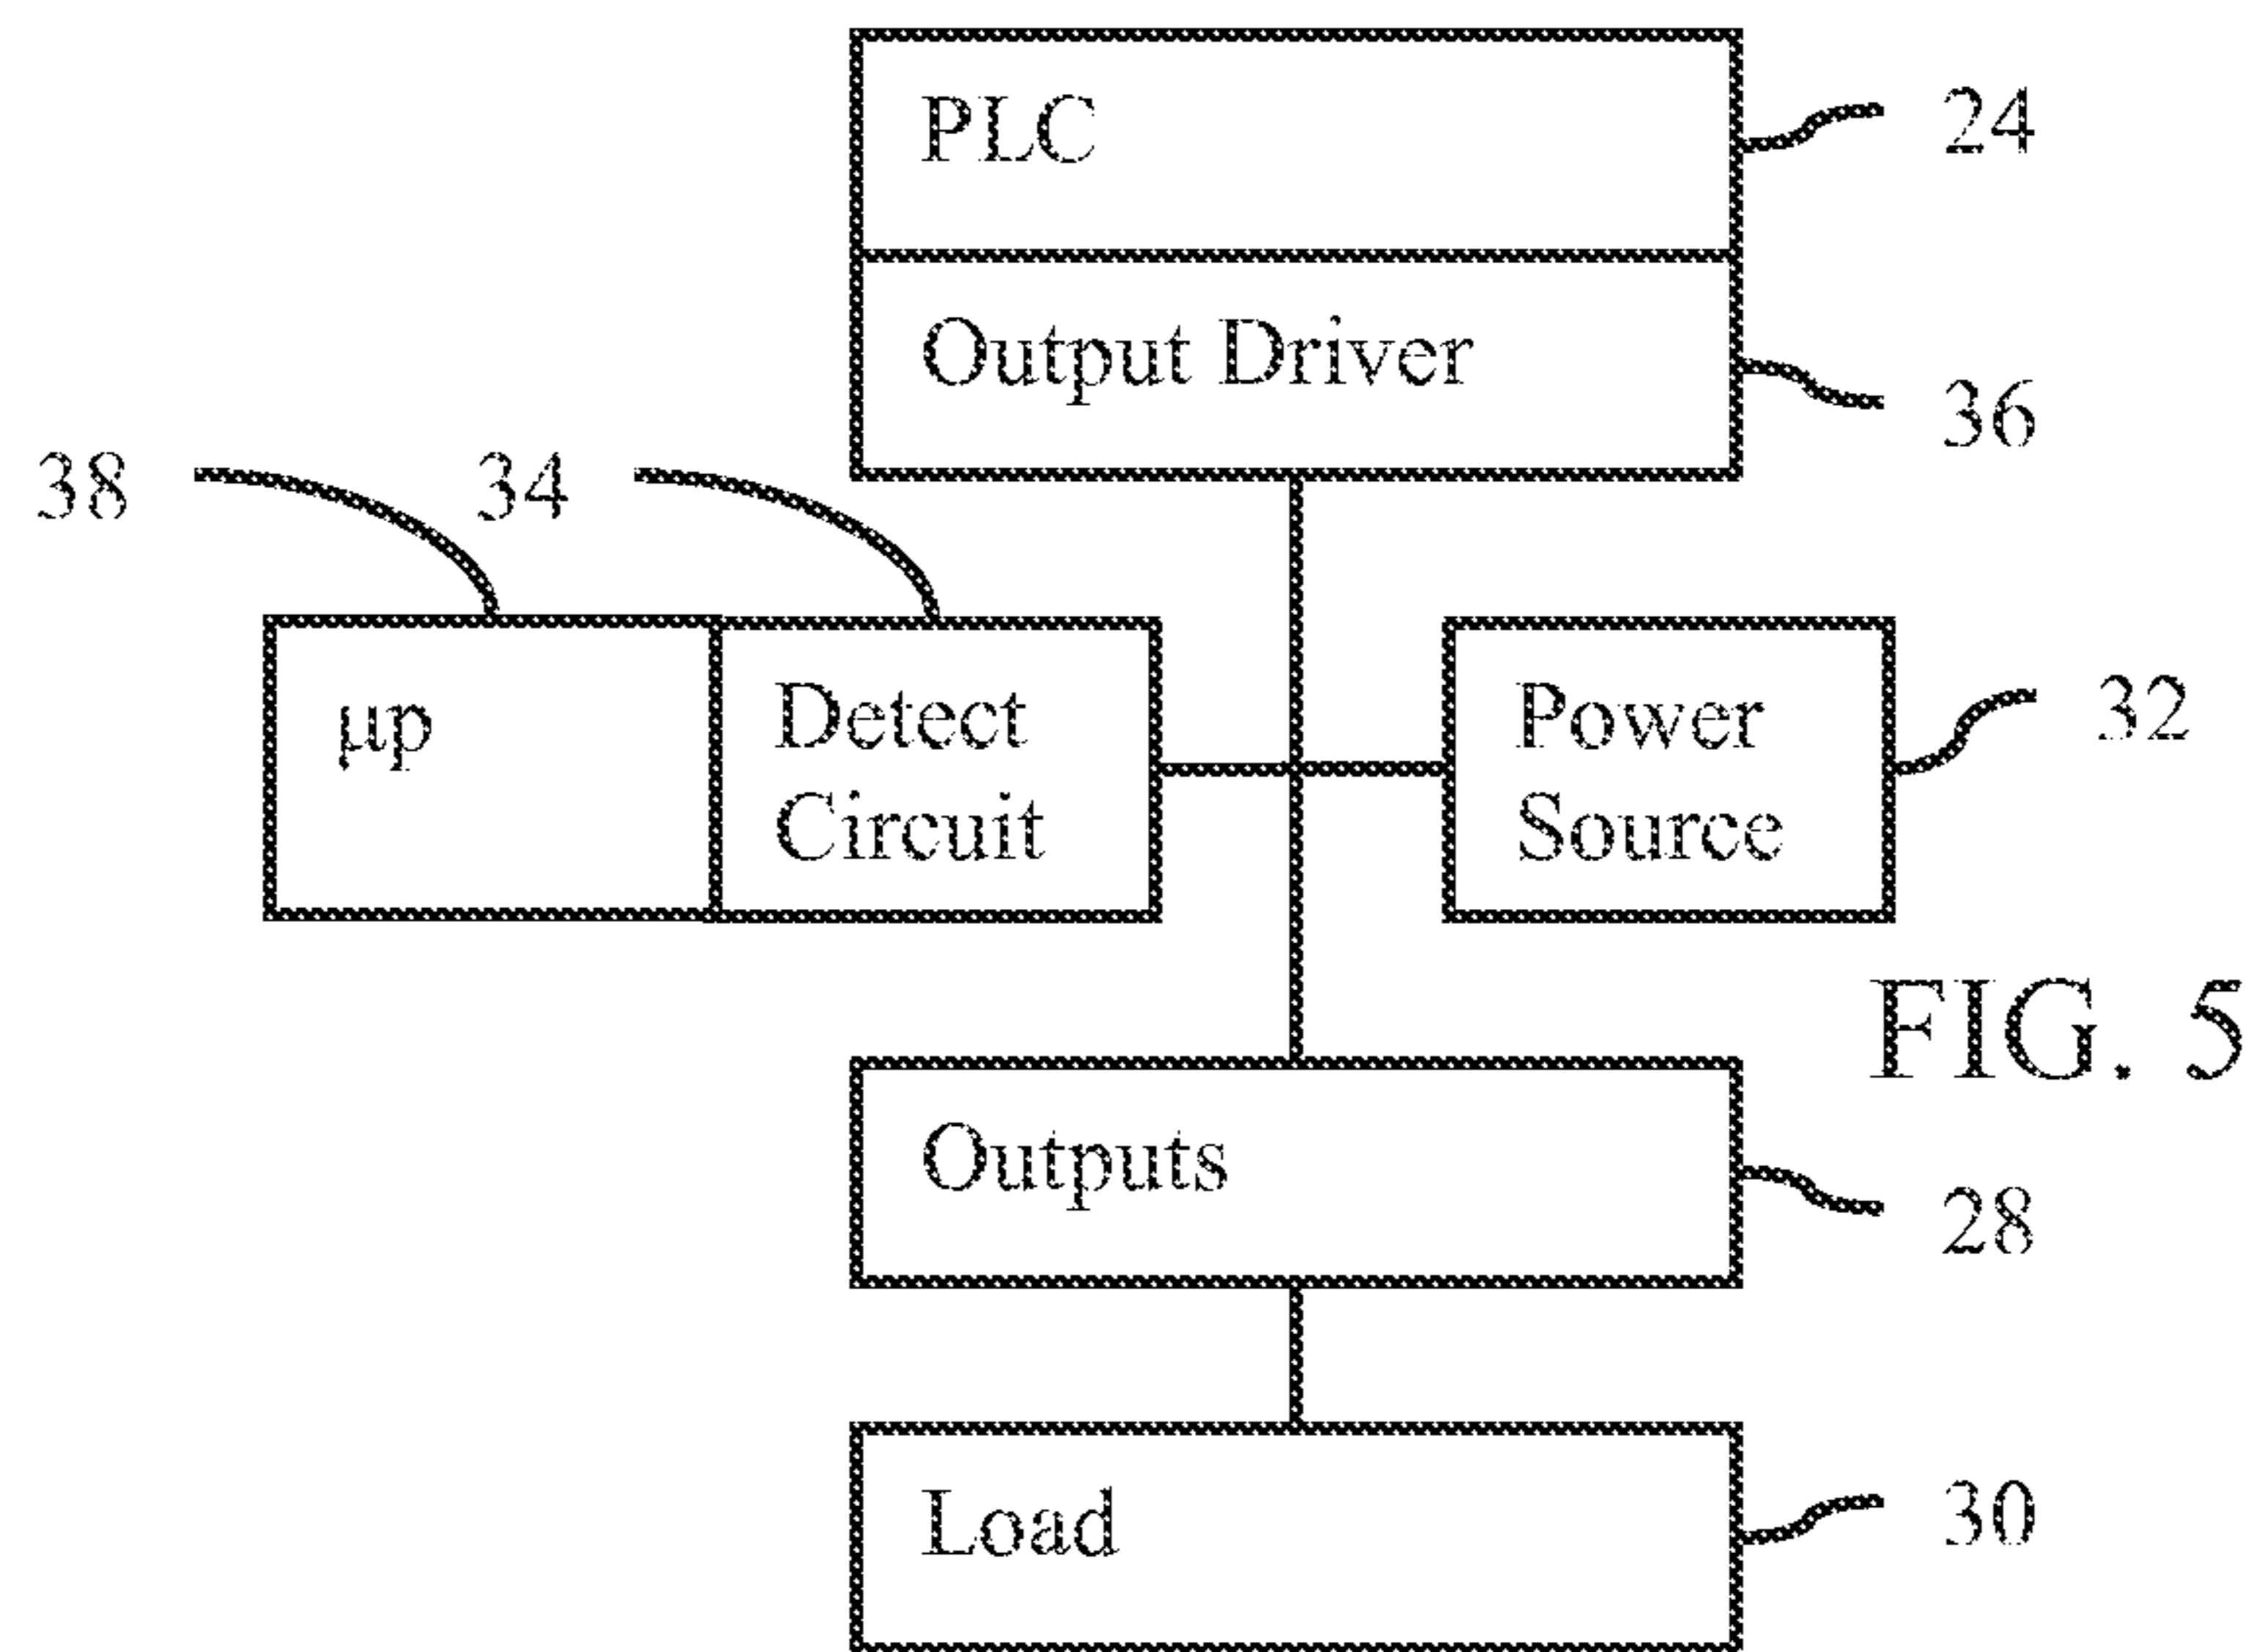 PLC
24
Output Driver
36
38
34
µp
Detect
Circuit
Power
Source
32
FIG. 5
Outputs
28
Load
30